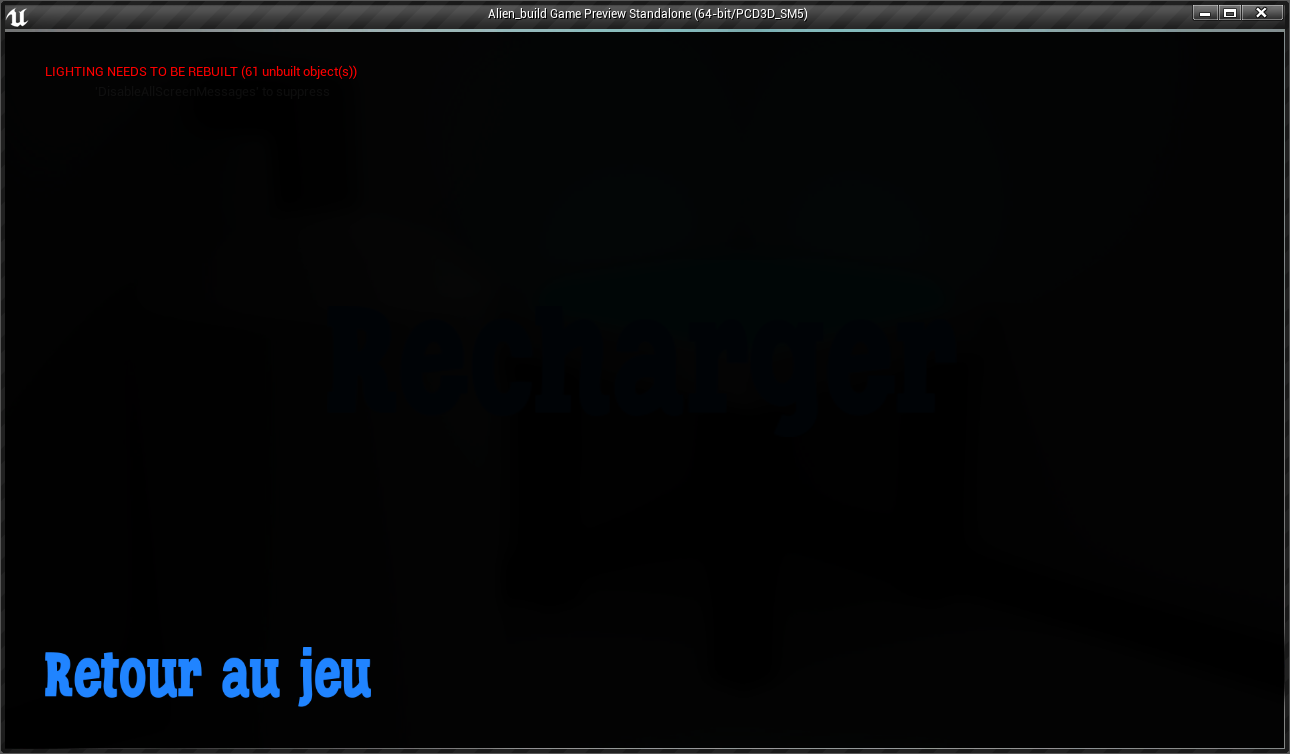 Alien_build Game Preview Standalone (64-bit/PCD3D_SM5)
LIGHTING NEEDS TO BE REBUILT (61 unbuilt object(s))
'DisableAllScreenMessages' to suppress
Recharger
Retour au jeu